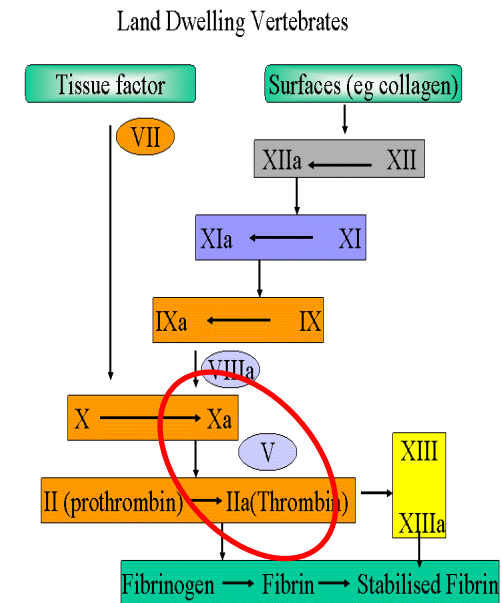 Land Dwelling Vertebrates
Tissue factor
Surfaces (eg collagen)
VII
XIIa XII
XIa XI
IXa IX
VIIIa
X Xa
V
XIII
II (prothrombin) IIa(Thrombin)
XIIIa
Fibrinogen Fibrin Stabilised Fibrin